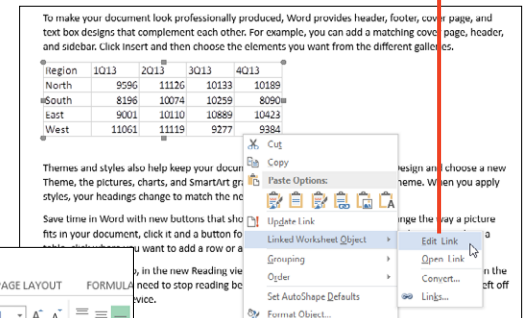 To make your document look professionally produced, Word provides header, footer, cover page, and
text box designs that complement each other. For example, you can add a matching cover page, header,
and sidebar. Click Insert and then choose the elements you want from the different galleries.
Region 1Q13 2Q13 3Q13 4Q13
North 9596 11126 10133 10189
South 8196 10074 10259 8090
East 9001 10110 10889 10423
West 11061 11119 9277 9384
Cut
Copy
Paste Options:
Update Link
Linked Worksheet Object
Grouping
Order
Set AutoShape Defaults
Format Object...
Edit Link
Open Link
Convert...
Links...
Themes and styles also help keep your docu esign and choose a new
Theme, the pictures, charts, and SmartArt gr heme. When you apply
styles, your headings change to match the ne
Save time in Word with new buttons that sho nge the way a picture
fits in your document, click it and a button fo
want to add a row or a
, in the new Reading vie n the
need to stop reading be left off
evice.
PAGE LAYOUT FORMULA